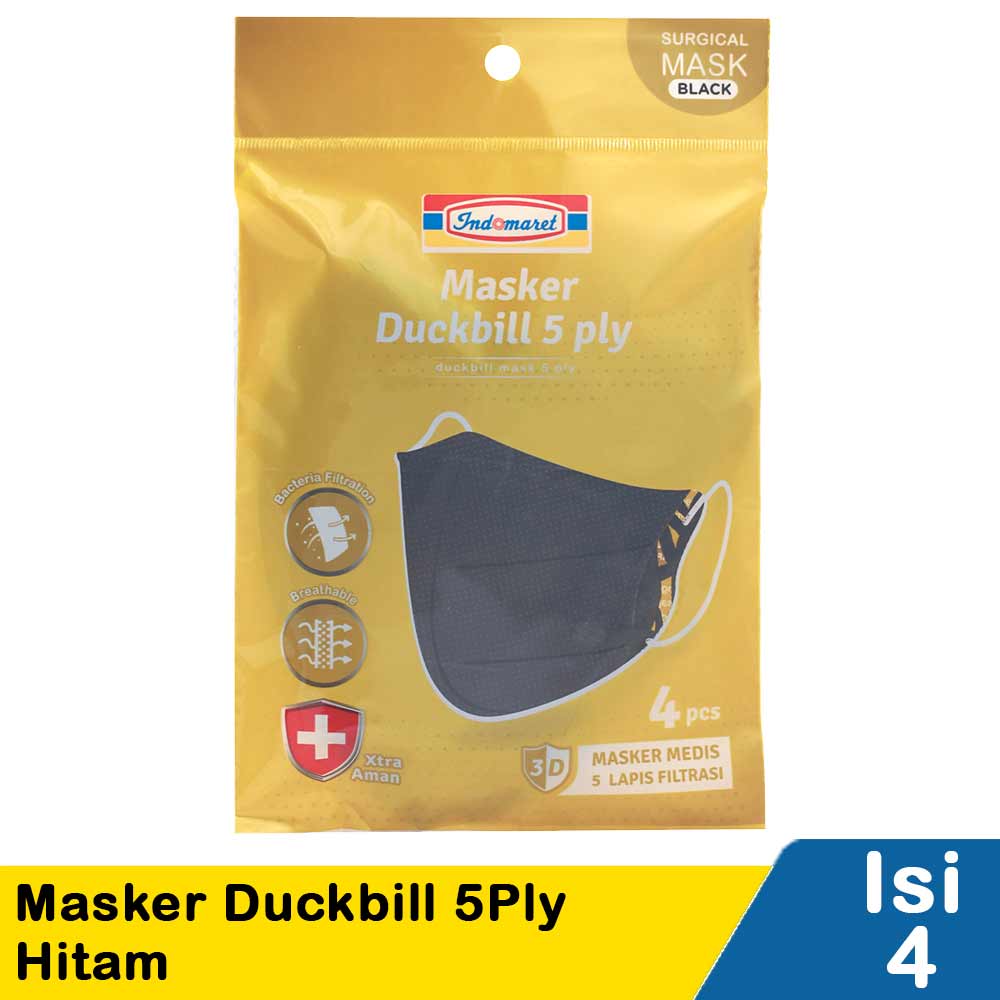 SURGICAL
MASK
BLACK
Indomaret
Masker
Duckbill 5 ply
duckbill mask 5 ply
Bacteria Filtration
Breathable
Xtra
Aman
4 pcs
3D
MASKER MEDIS
5 LAPIS FILTRASI
Masker Duckbill 5Ply
Hitam
Isi
4